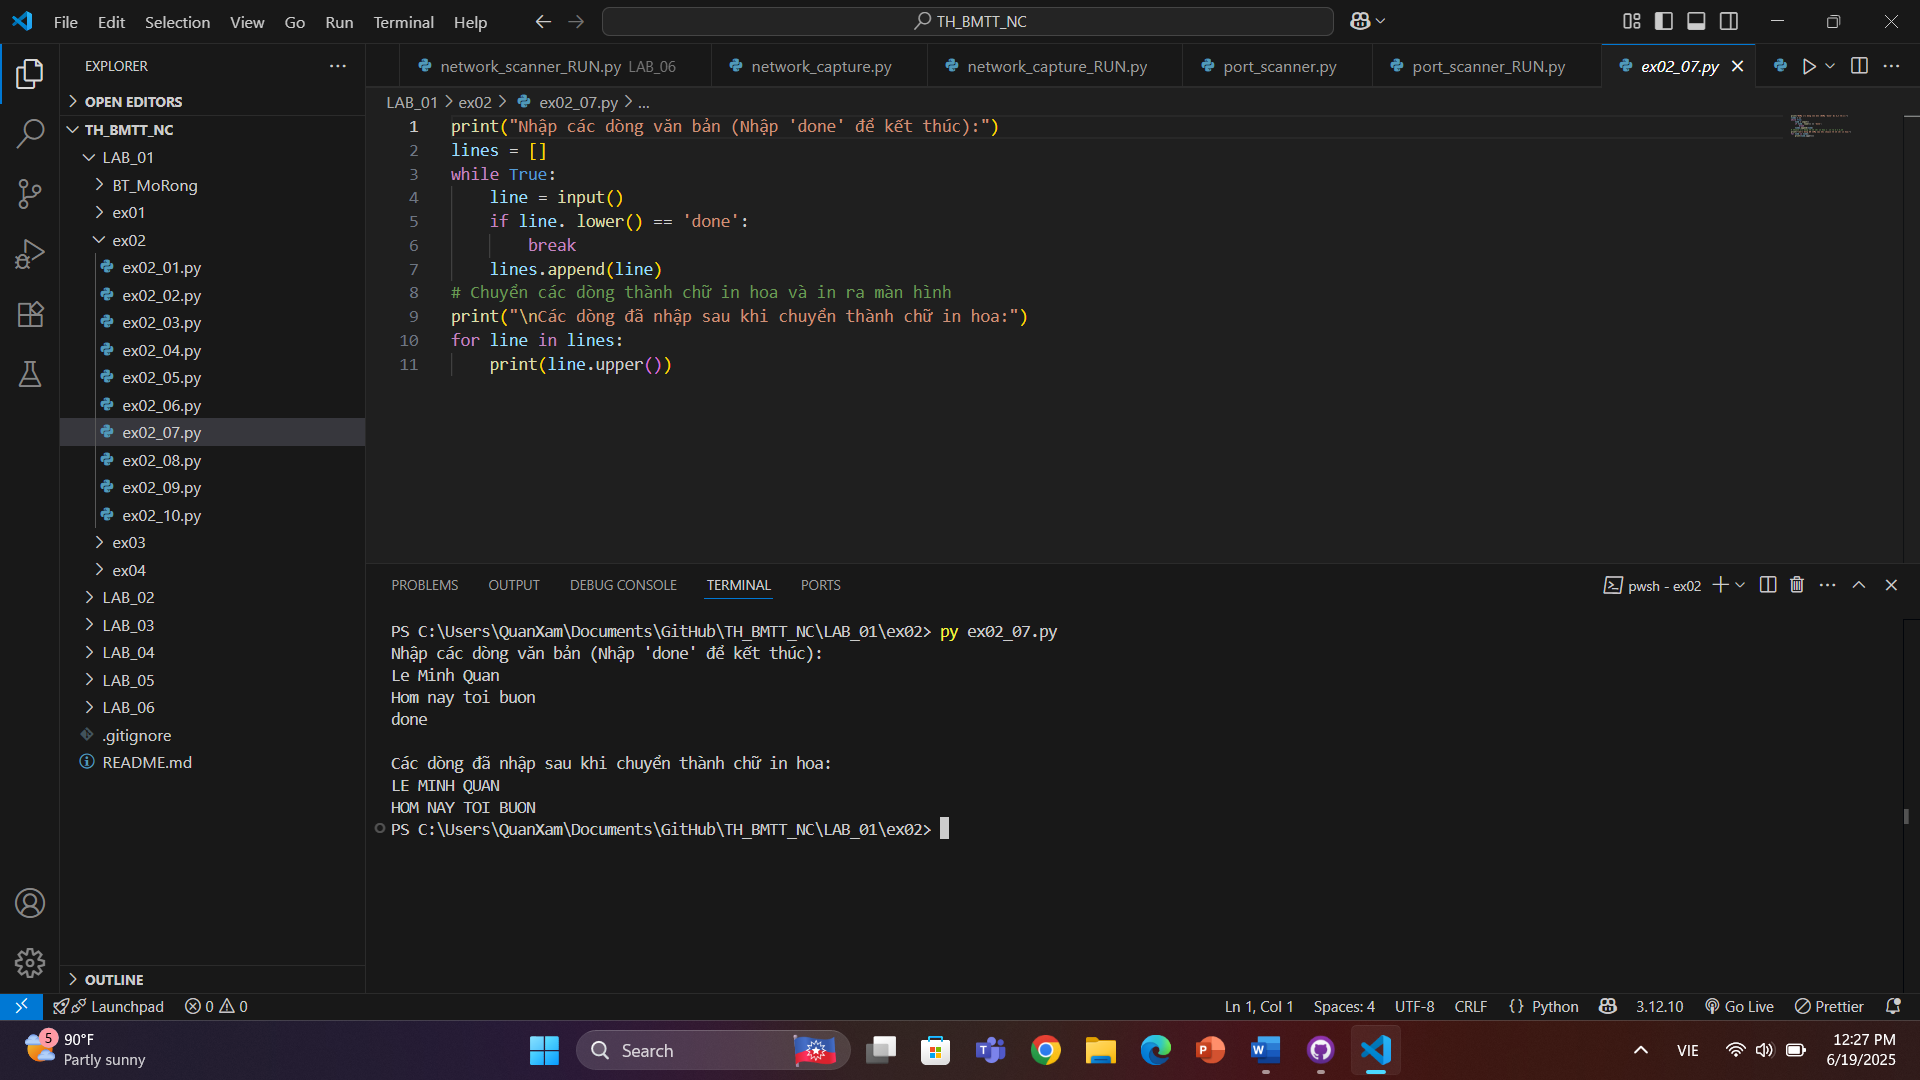 File Edit Selection View Go Run Terminal Help
TH_BMTT_NC
EXPLORER
OPEN EDITORS
TH_BMTT_NC
LAB_01
BT_MoRong
ex01
ex02
ex02_01.py
ex02_02.py
ex02_03.py
ex02_04.py
ex02_05.py
ex02_06.py
ex02_07.py
ex02_08.py
ex02_09.py
ex02_10.py
ex03
ex04
LAB_02
LAB_03
LAB_04
LAB_05
LAB_06
.gitignore
README.md
OUTLINE
network_scanner_RUN.py LAB_06 network_capture.py network_capture_RUN.py port_scanner.py port_scanner_RUN.py ex02_07.py
LAB_01 > ex02 > ex02_07.py > ...
1 print("Nhập các dòng văn bản (Nhập 'done' để kết thúc):")
2 lines = []
3 while True:
4 line = input()
5 if line. lower() == 'done':
6 break
7 lines.append(line)
8 # Chuyển các dòng thành chữ in hoa và in ra màn hình
9 print("\nCác dòng đã nhập sau khi chuyển thành chữ in hoa:")
10 for line in lines:
11 print(line.upper())
PROBLEMS OUTPUT DEBUG CONSOLE TERMINAL PORTS
pwsh - ex02
PS C:\Users\QuanXam\Documents\GitHub\TH_BMTT_NC\LAB_01\ex02> py ex02_07.py
Nhập các dòng văn bản (Nhập 'done' để kết thúc):
Le Minh Quan
Hom nay toi buon
done
Các dòng đã nhập sau khi chuyển thành chữ in hoa:
LE MINH QUAN
HOM NAY TOI BUON
PS C:\Users\QuanXam\Documents\GitHub\TH_BMTT_NC\LAB_01\ex02>
Launchpad 0 0
Ln 1, Col 1 Spaces: 4 UTF-8 CRLF {} Python 3.12.10 Go Live Prettier
5
90°F
Partly sunny
Search
VIE
12:27 PM
6/19/2025